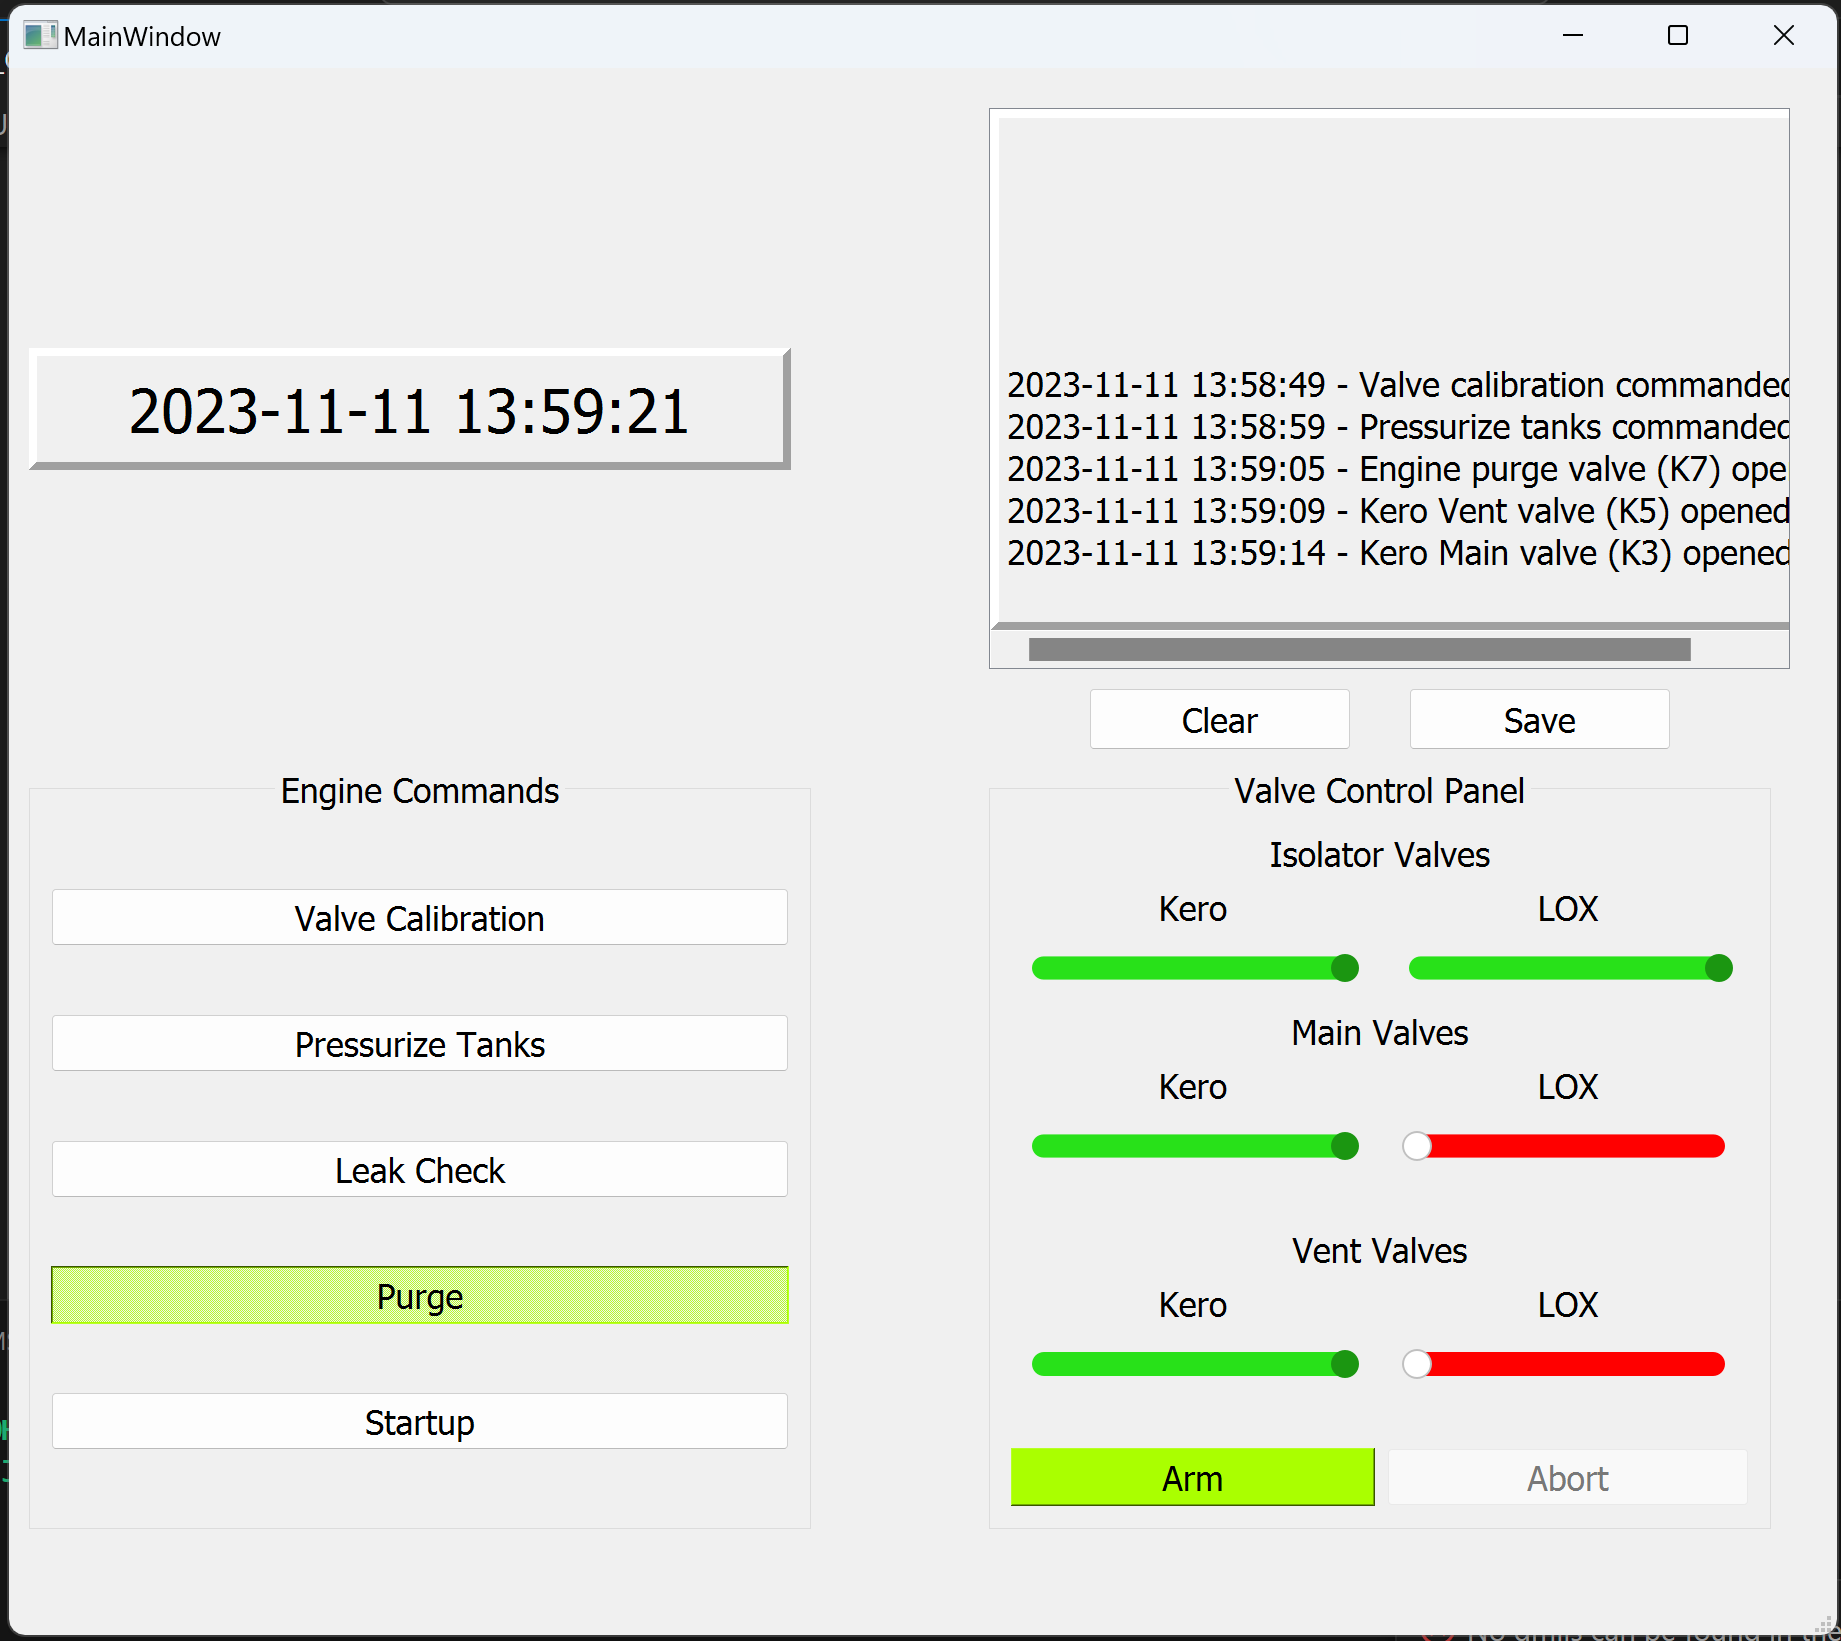 MainWindow
2023-11-11 13:59:21
2023-11-11 13:58:49 - Valve calibration commanded
2023-11-11 13:58:59 - Pressurize tanks commanded
2023-11-11 13:59:05 - Engine purge valve (K7) ope
2023-11-11 13:59:09 - Kero Vent valve (K5) opened
2023-11-11 13:59:14 - Kero Main valve (K3) opened
Clear
Save
Engine Commands
Valve Calibration
Pressurize Tanks
Leak Check
Purge
Startup
Valve Control Panel
Isolator Valves
Kero
LOX
Main Valves
Kero
LOX
Vent Valves
Kero
LOX
Arm
Abort